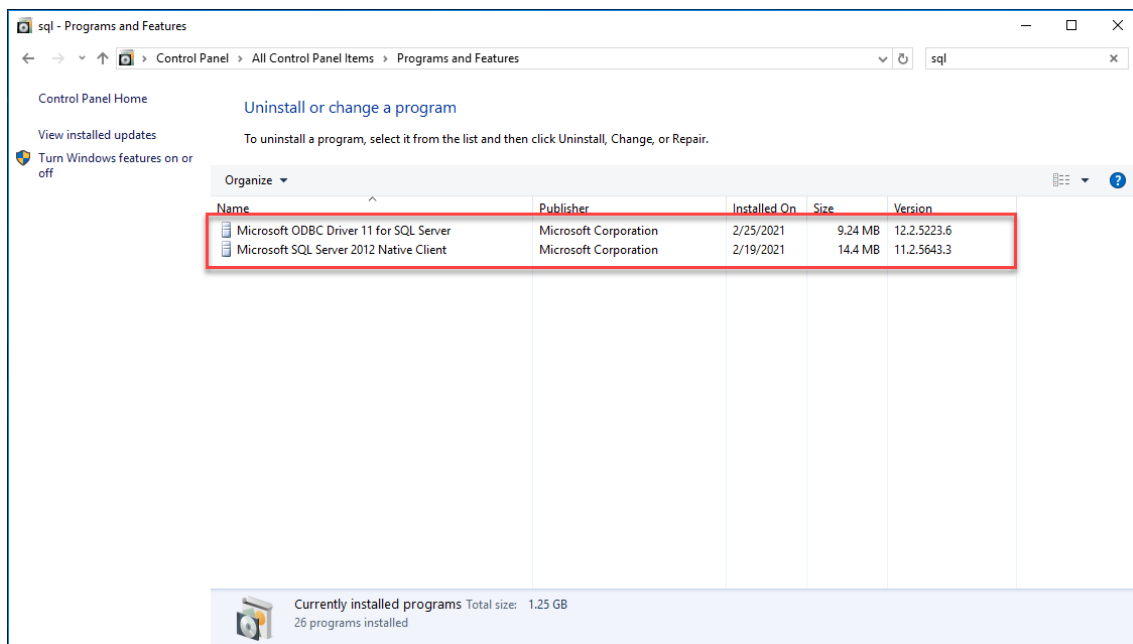 sql - Programs and Features
Control Panel > All Control Panel Items > Programs and Features
sql
Control Panel Home
View installed updates
Turn Windows features on or
off
Uninstall or change a program
To uninstall a program, select it from the list and then click Uninstall, Change, or Repair.
Organize
Name Publisher Installed On Size Version
Microsoft ODBC Driver 11 for SQL Server Microsoft Corporation 2/25/2021 9.24 MB 12.2.5223.6
Microsoft SQL Server 2012 Native Client Microsoft Corporation 2/19/2021 14.4 MB 11.2.5643.3
Currently installed programs Total size: 1.25 GB
26 programs installed